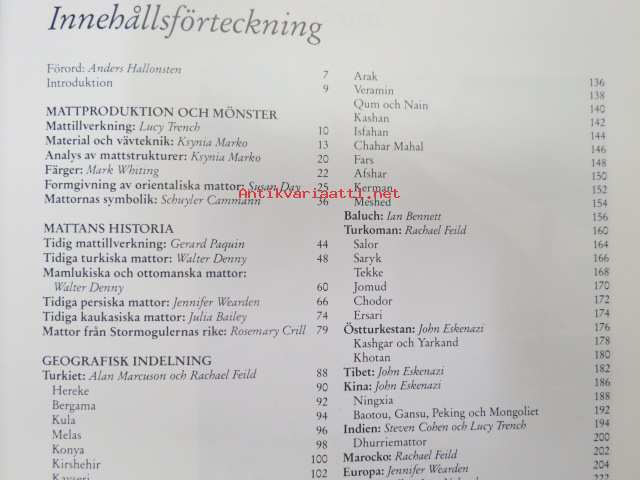 Innehållsförteckning
Förord: Anders Hallonsten 7
Introduktion 9
MATTPRODUKTION OCH MÖNSTER
Mattillverkning: Lucy Trench 10
Material och vävteknik: Ksynia Marko 13
Analys av mattstrukturer: Ksynia Marko 20
Färger: Mark Whiting 22
Formgivning av orientaliska mattor: Susan Day 25
Mattornas symbolik: Schuyler Cammann 36
MATTANS HISTORIA
Tidig mattillverkning: Gerard Paquin 44
Tidiga turkiska mattor: Walter Denny 48
Mamlukiska och ottomanska mattor:
Walter Denny 60
Tidiga persiska mattor: Jennifer Wearden 66
Tidiga kaukasiska mattor: Julia Bailey 74
Mattor från Stormogulernas rike: Rosemary Crill 79
GEOGRAFISK INDELNING
Turkiet: Alan Marcuson och Rachael Feild 88
Hereke 90
Bergama 92
Kula 94
Melas 96
Konya 98
Kirshehir 100
Kayseri 102
Arak 136
Veramin 138
Qum och Nain 140
Kashan 142
Isfahan 144
Chahar Mahal 146
Fars 148
Afshar 150
Kerman 152
Meshed 154
Baluch: Ian Bennett 156
Turkoman: Rachael Feild 160
Salor 164
Saryk 166
Tekke 168
Jomud 170
Chodor 172
Ersari 174
Östturkestan: John Eskenazi 176
Kashgar och Yarkand 178
Khotan 180
Tibet: John Eskenazi 182
Kina: John Eskenazi 186
Ningxia 188
Baotou, Gansu, Peking och Mongoliet 192
Indien: Steven Cohen och Lucy Trench 194
Dhurriemattor 200
Marocko: Rachael Feild 202
Europa: Jennifer Wearden 204
222
Antikvariaatti.net